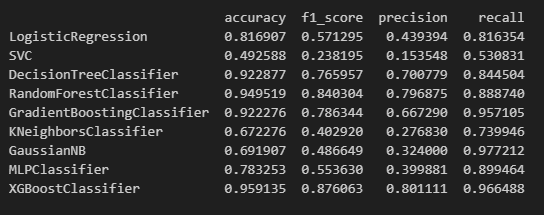 accuracy f1_score precision recall
LogisticRegression 0.816907 0.571295 0.439394 0.816354
SVC 0.492588 0.238195 0.153548 0.530831
DecisionTreeClassifier 0.922877 0.765957 0.700779 0.844504
RandomForestClassifier 0.949519 0.840304 0.796875 0.888740
GradientBoostingClassifier 0.922276 0.786344 0.667290 0.957105
KNeighborsClassifier 0.672276 0.402920 0.276830 0.739946
GaussianNB 0.691907 0.486649 0.324000 0.977212
MLPClassifier 0.783253 0.553630 0.399881 0.899464
XGBoostClassifier 0.959135 0.876063 0.801111 0.966488